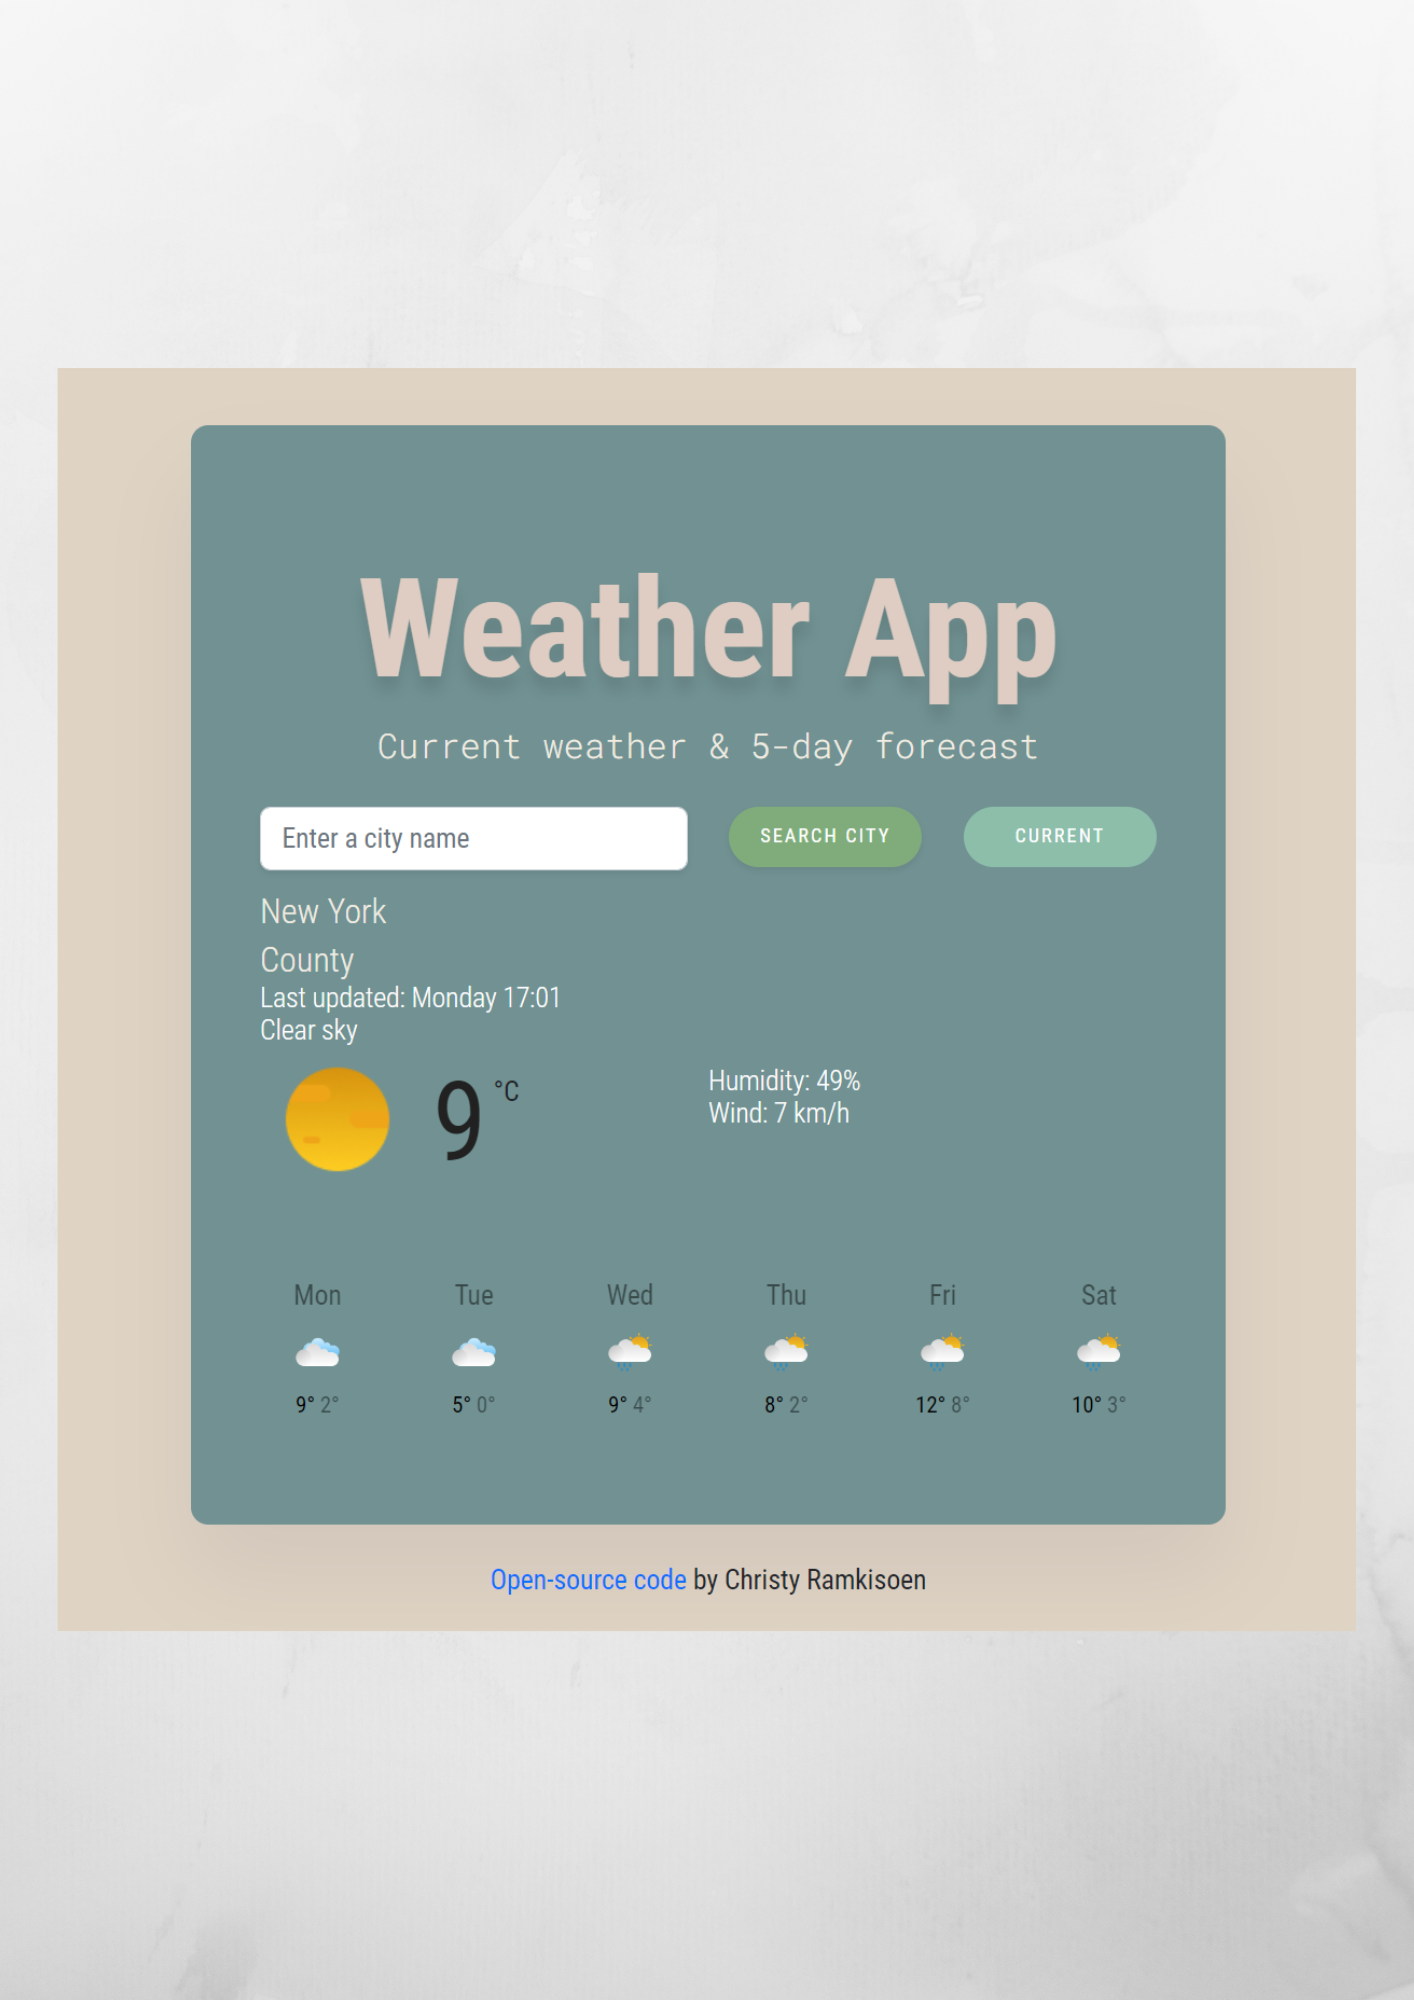 Weather App
Current weather & 5-day forecast
Enter a city name
SEARCH CITY
CURRENT
New York
County
Last updated: Monday 17:01
Clear sky
9 °C
Humidity: 49%
Wind: 7 km/h
Mon Tue Wed Thu Fri Sat
9° 2° 5° 0° 9° 4° 8° 2° 12° 8° 10° 3°
Open-source code by Christy Ramkisoen